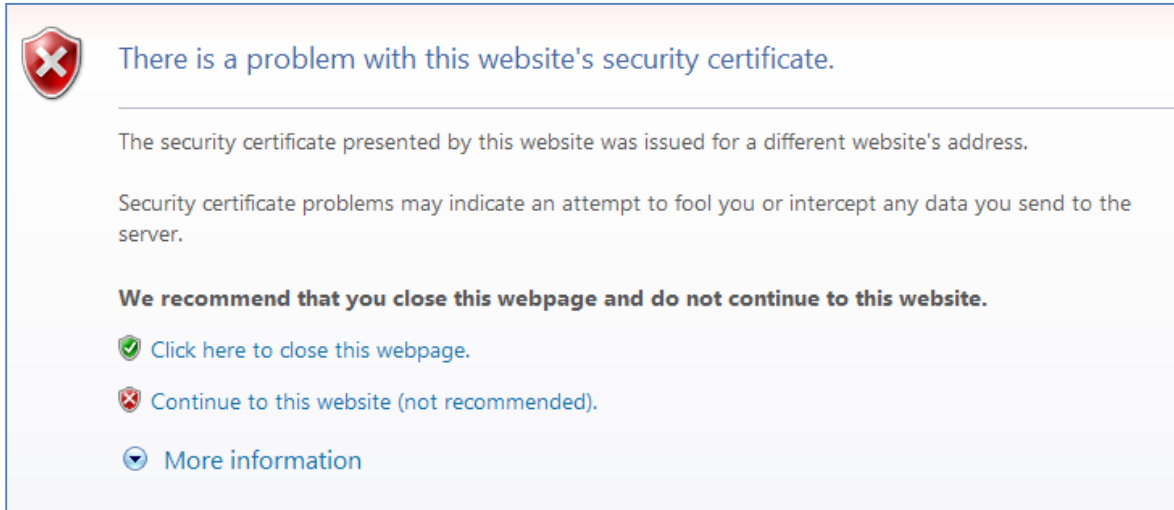 There is a problem with this website's security certificate.
The security certificate presented by this website was issued for a different website's address.
Security certificate problems may indicate an attempt to fool you or intercept any data you send to the
server.
We recommend that you close this webpage and do not continue to this website.
Click here to close this webpage.
Continue to this website (not recommended).
More information